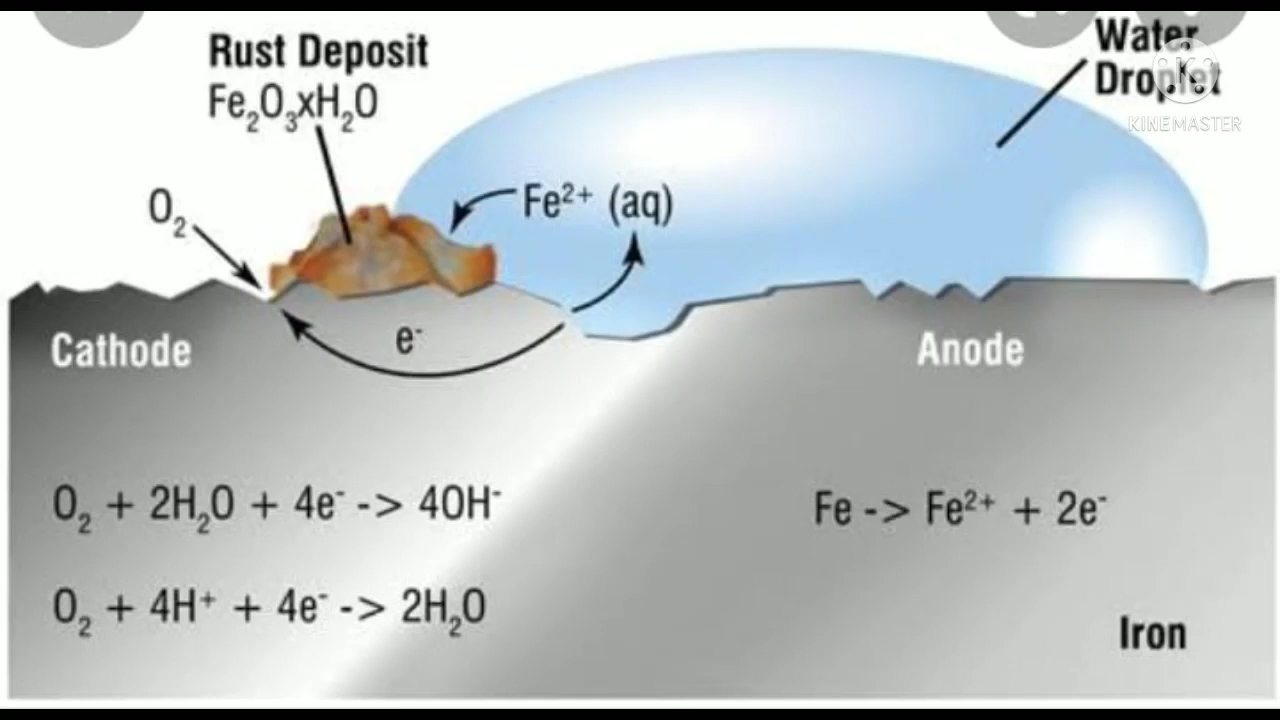 Rust Deposit
Fe₂O₃xH₂O
Water
Droplet
KINEMASTER
O₂
Fe²⁺ (aq)
e⁻
Cathode
Anode
O₂ + 2H₂O + 4e⁻ -> 4OH⁻
Fe -> Fe²⁺ + 2e⁻
O₂ + 4H⁺ + 4e⁻ -> 2H₂O
Iron